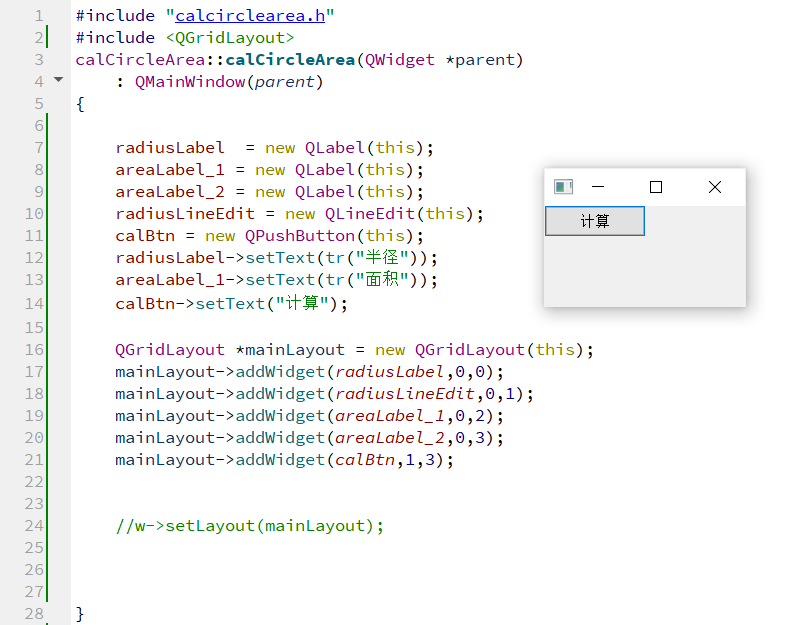 1 #include "calcirclearea.h"
2 #include <QGridLayout>
3 calCircleArea::calCircleArea(QWidget *parent)
4     : QMainWindow(parent)
5 {
6
7     radiusLabel  = new QLabel(this);
8     areaLabel_1 = new QLabel(this);
9     areaLabel_2 = new QLabel(this);
10     radiusLineEdit = new QLineEdit(this);
11     calBtn = new QPushButton(this);
12     radiusLabel->setText(tr("半径"));
13     areaLabel_1->setText(tr("面积"));
14     calBtn->setText("计算");
15
16     QGridLayout *mainLayout = new QGridLayout(this);
17     mainLayout->addWidget(radiusLabel,0,0);
18     mainLayout->addWidget(radiusLineEdit,0,1);
19     mainLayout->addWidget(areaLabel_1,0,2);
20     mainLayout->addWidget(areaLabel_2,0,3);
21     mainLayout->addWidget(calBtn,1,3);
22
23
24     //w->setLayout(mainLayout);
25
26
27
28 }
计算